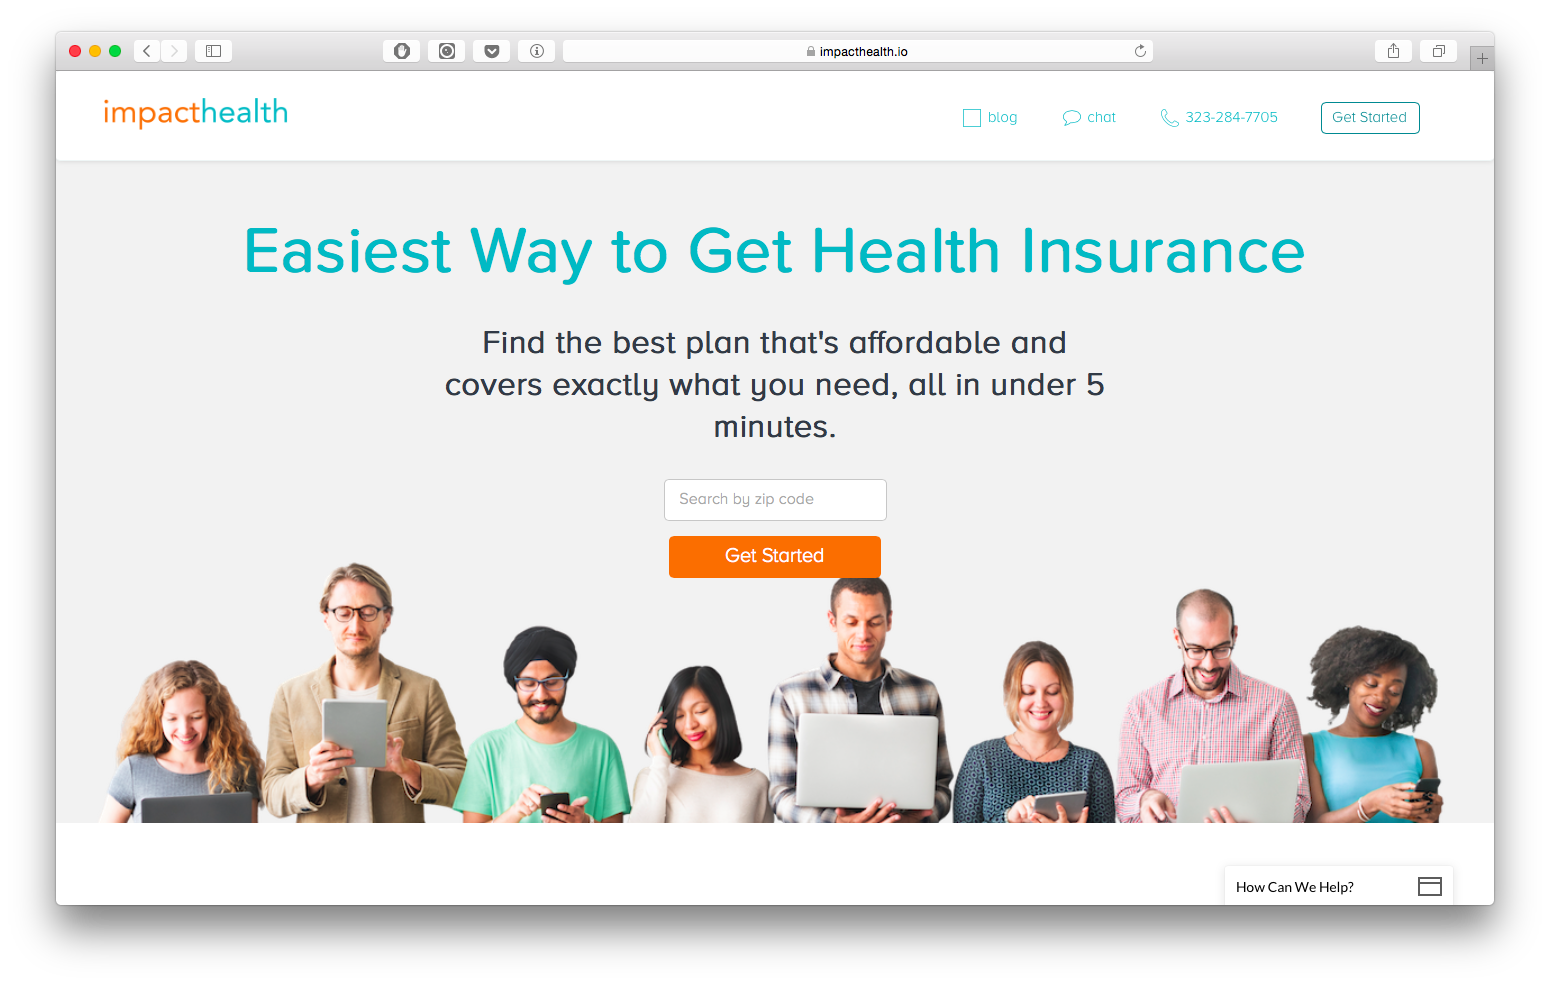 impacthealth.io
impacthealth
blog
chat
323-284-7705
Get Started
Easiest Way to Get Health Insurance
Find the best plan that's affordable and
covers exactly what you need, all in under 5
minutes.
Search by zip code
Get Started
How Can We Help?